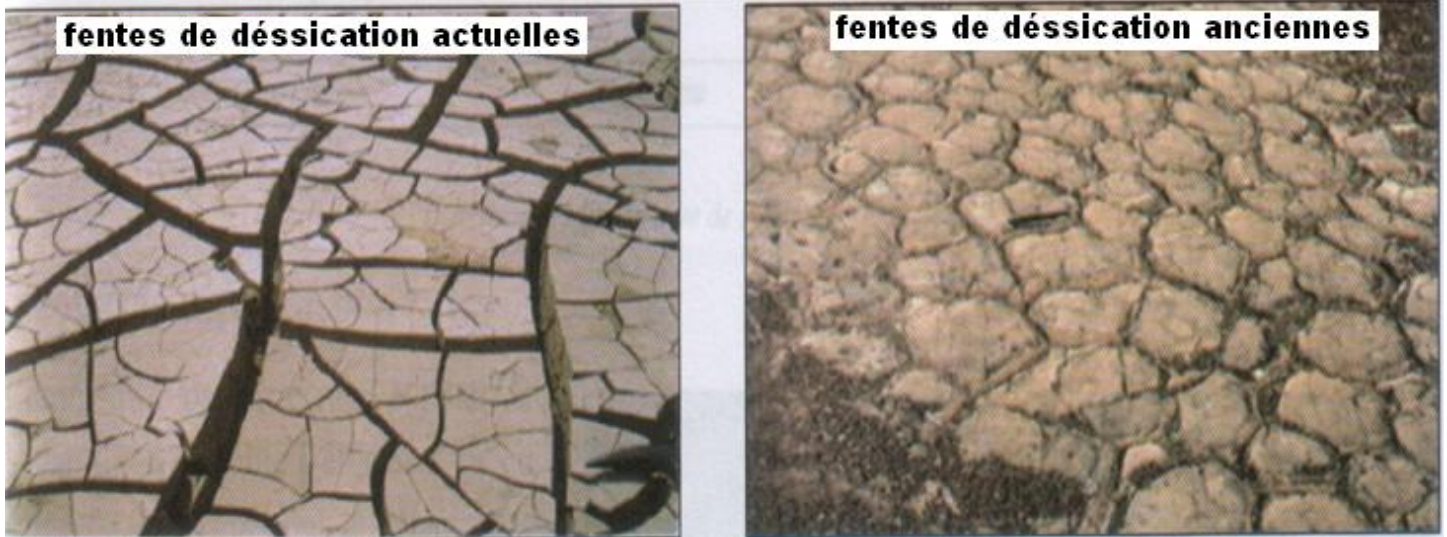 fentes de déssication actuelles
fentes de déssication anciennes